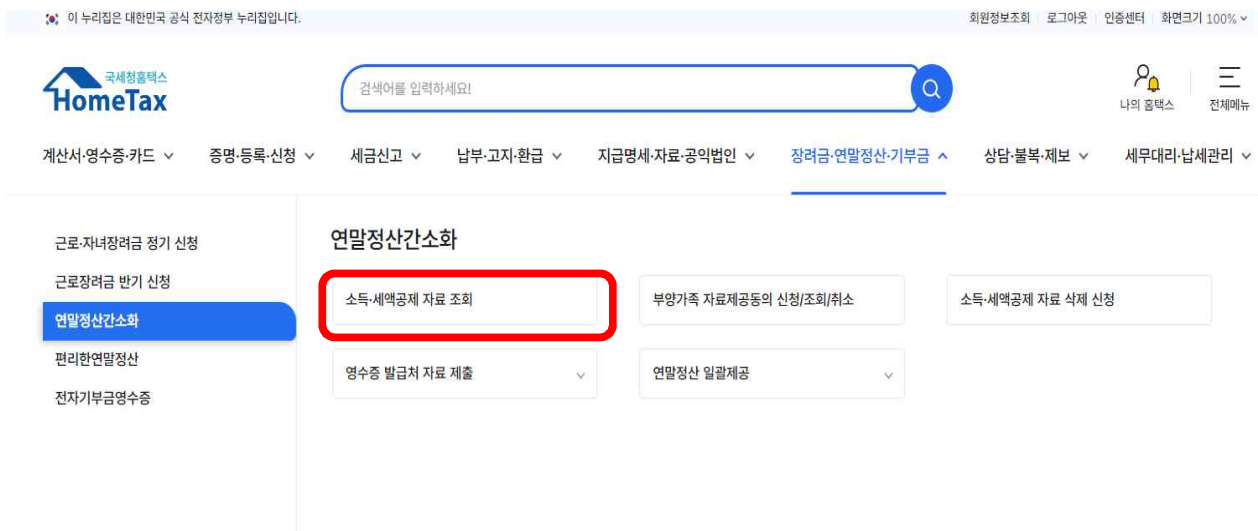 이 누리집은 대한민국 공식 전자정부 누리집입니다.
회원정보조회 로그아웃 인증센터 화면크기 100%
국세청홈택스
HomeTax
검색어를 입력하세요!
나의 홈택스
전체메뉴
계산서·영수증·카드 증명·등록·신청 세금신고 납부·고지·환급 지급명세·자료·공익법인 장려금·연말정산·기부금 상담·불복·제보 세무대리·납세관리
근로·자녀장려금 정기 신청
근로장려금 반기 신청
연말정산간소화
편리한연말정산
전자기부금영수증
연말정산간소화
소득·세액공제 자료 조회 부양가족 자료제공동의 신청/조회/취소 소득·세액공제 자료 삭제 신청
영수증 발급처 자료 제출 연말정산 일괄제공